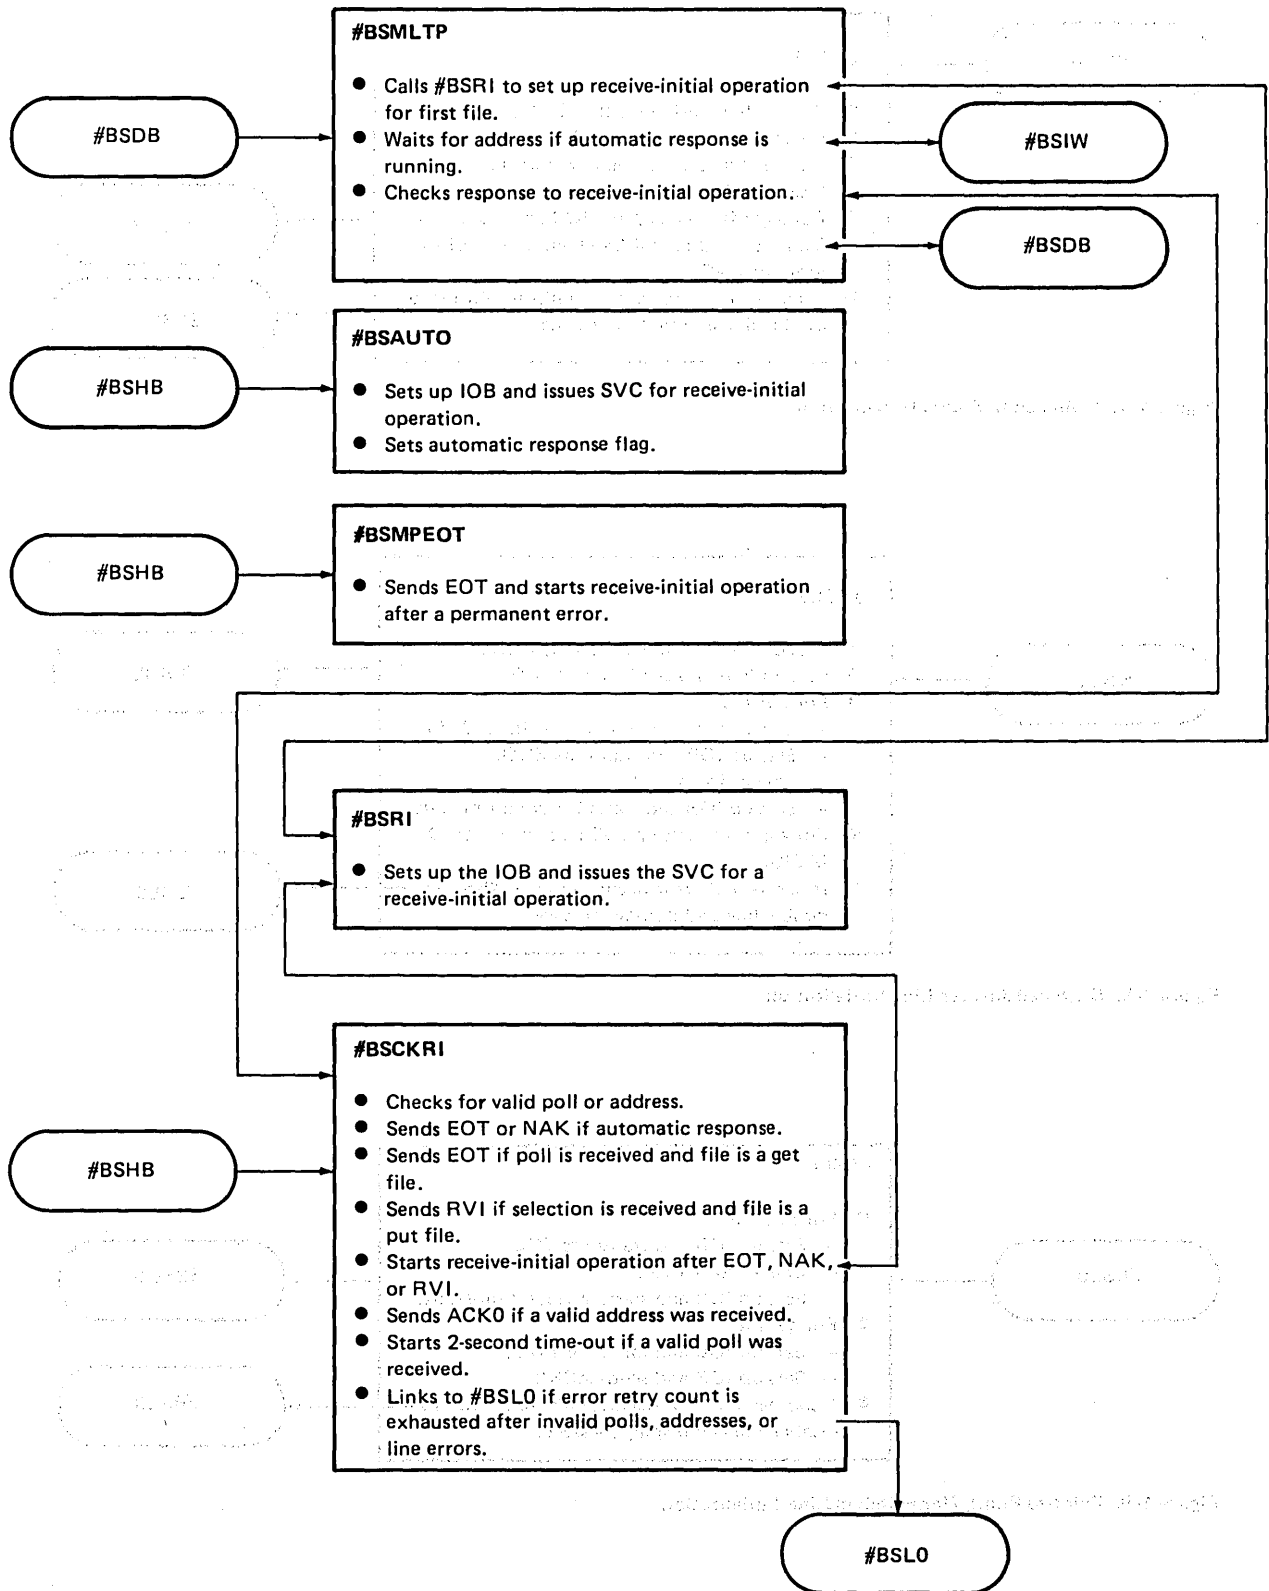 #BSMLTP
● Calls #BSRI to set up receive-initial operation
for first file.
● Waits for address if automatic response is
running.
● Checks response to receive-initial operation.
#BSDB
#BSIW
#BSDB
#BSAUTO
● Sets up IOB and issues SVC for receive-initial
operation.
● Sets automatic response flag.
#BSHB
#BSMPEOT
● Sends EOT and starts receive-initial operation
after a permanent error.
#BSHB
#BSRI
● Sets up the IOB and issues the SVC for a
receive-initial operation.
#BSCKRI
● Checks for valid poll or address.
● Sends EOT or NAK if automatic response.
● Sends EOT if poll is received and file is a get
file.
● Sends RVI if selection is received and file is a
put file.
● Starts receive-initial operation after EOT, NAK,
or RVI.
● Sends ACK0 if a valid address was received.
● Starts 2-second time-out if a valid poll was
received.
● Links to #BSL0 if error retry count is
exhausted after invalid polls, addresses, or
line errors.
#BSHB
#BSL0